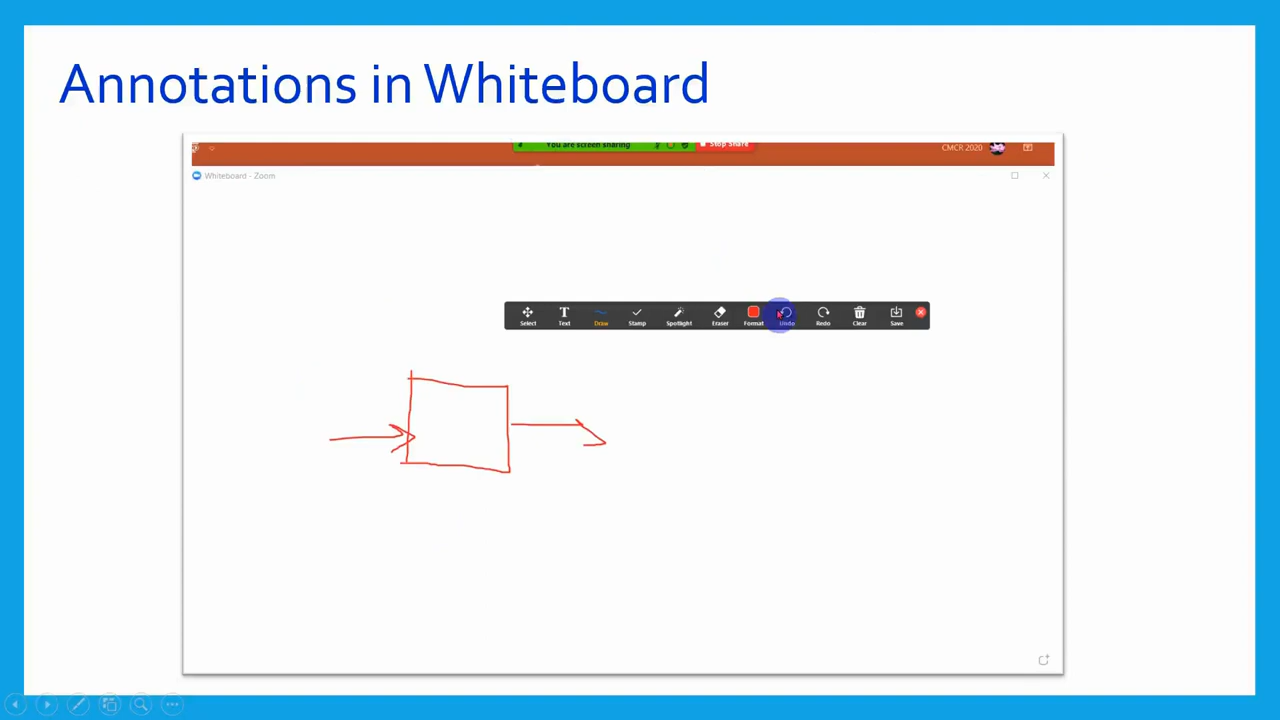 Annotations in Whiteboard
You are screen sharing Stop Share CMCR 2020
Whiteboard - Zoom
Select Text Draw Stamp Spotlight Eraser Format Undo Redo Clear Save